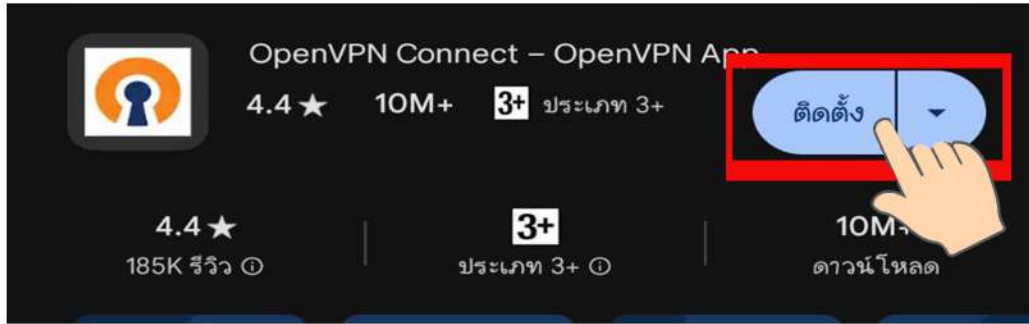 OpenVPN Connect – OpenVPN App
4.4 ★ 10M+ 3+ ประเภท 3+
ติดตั้ง
4.4 ★
185K รีวิว
3+
ประเภท 3+
10M+
ดาวน์โหลด